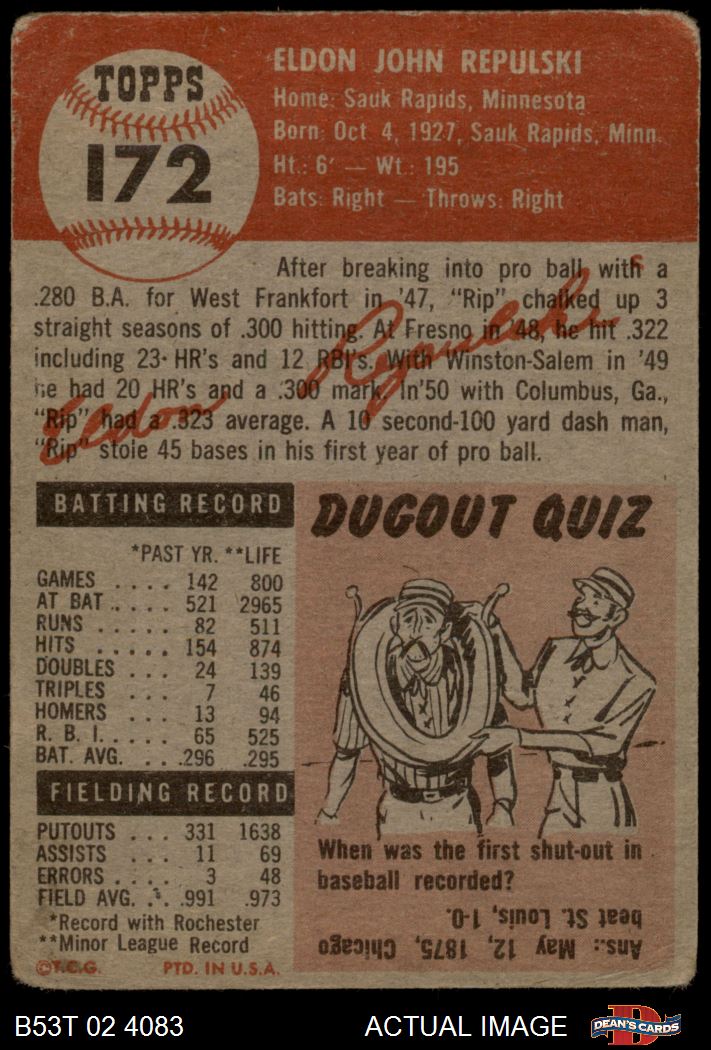 TOPPS
172
ELDON JOHN REPULSKI
Home: Sauk Rapids, Minnesota
Born: Oct 4, 1927, Sauk Rapids, Minn.
Ht.: 6' — Wt.: 195
Bats: Right — Throws: Right
After breaking into pro ball with a
.280 B.A. for West Frankfort in '47, "Rip" chalked up 3
straight seasons of .300 hitting. At Fresno in '48, he hit .322
including 23 HR's and 12 RBI's. With Winston-Salem in '49
he had 20 HR's and a .300 mark. In '50 with Columbus, Ga.,
"Rip" had a .323 average. A 10 second-100 yard dash man,
"Rip" stole 45 bases in his first year of pro ball.
Eldon Repulski
BATTING RECORD
*PAST YR. **LIFE
GAMES .... 142 800
AT BAT ..... 521 2965
RUNS ..... 82 511
HITS ..... 154 874
DOUBLES ... 24 139
TRIPLES ... 7 46
HOMERS ... 13 94
R. B. I. .... 65 525
BAT. AVG. ... .296 .295
FIELDING RECORD
PUTOUTS ... 331 1638
ASSISTS ... 11 69
ERRORS .... 3 48
FIELD AVG. ... .991 .973
*Record with Rochester
**Minor League Record
©T.C.G. PTD. IN U.S.A.
DUGOUT QUIZ
When was the first shut-out in
baseball recorded?
Ans.: May 12, 1875, Chicago
beat St. Louis, 1-0.
B53T 02 4083 ACTUAL IMAGE
D
DEAN'S CARDS